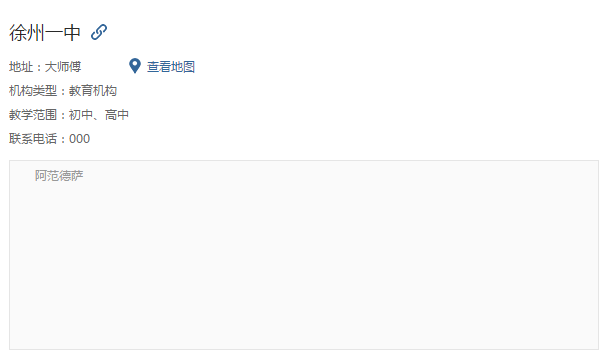 徐州一中
地址：大师傅 查看地图
机构类型：教育机构
教学范围：初中、高中
联系电话：000
阿范德萨